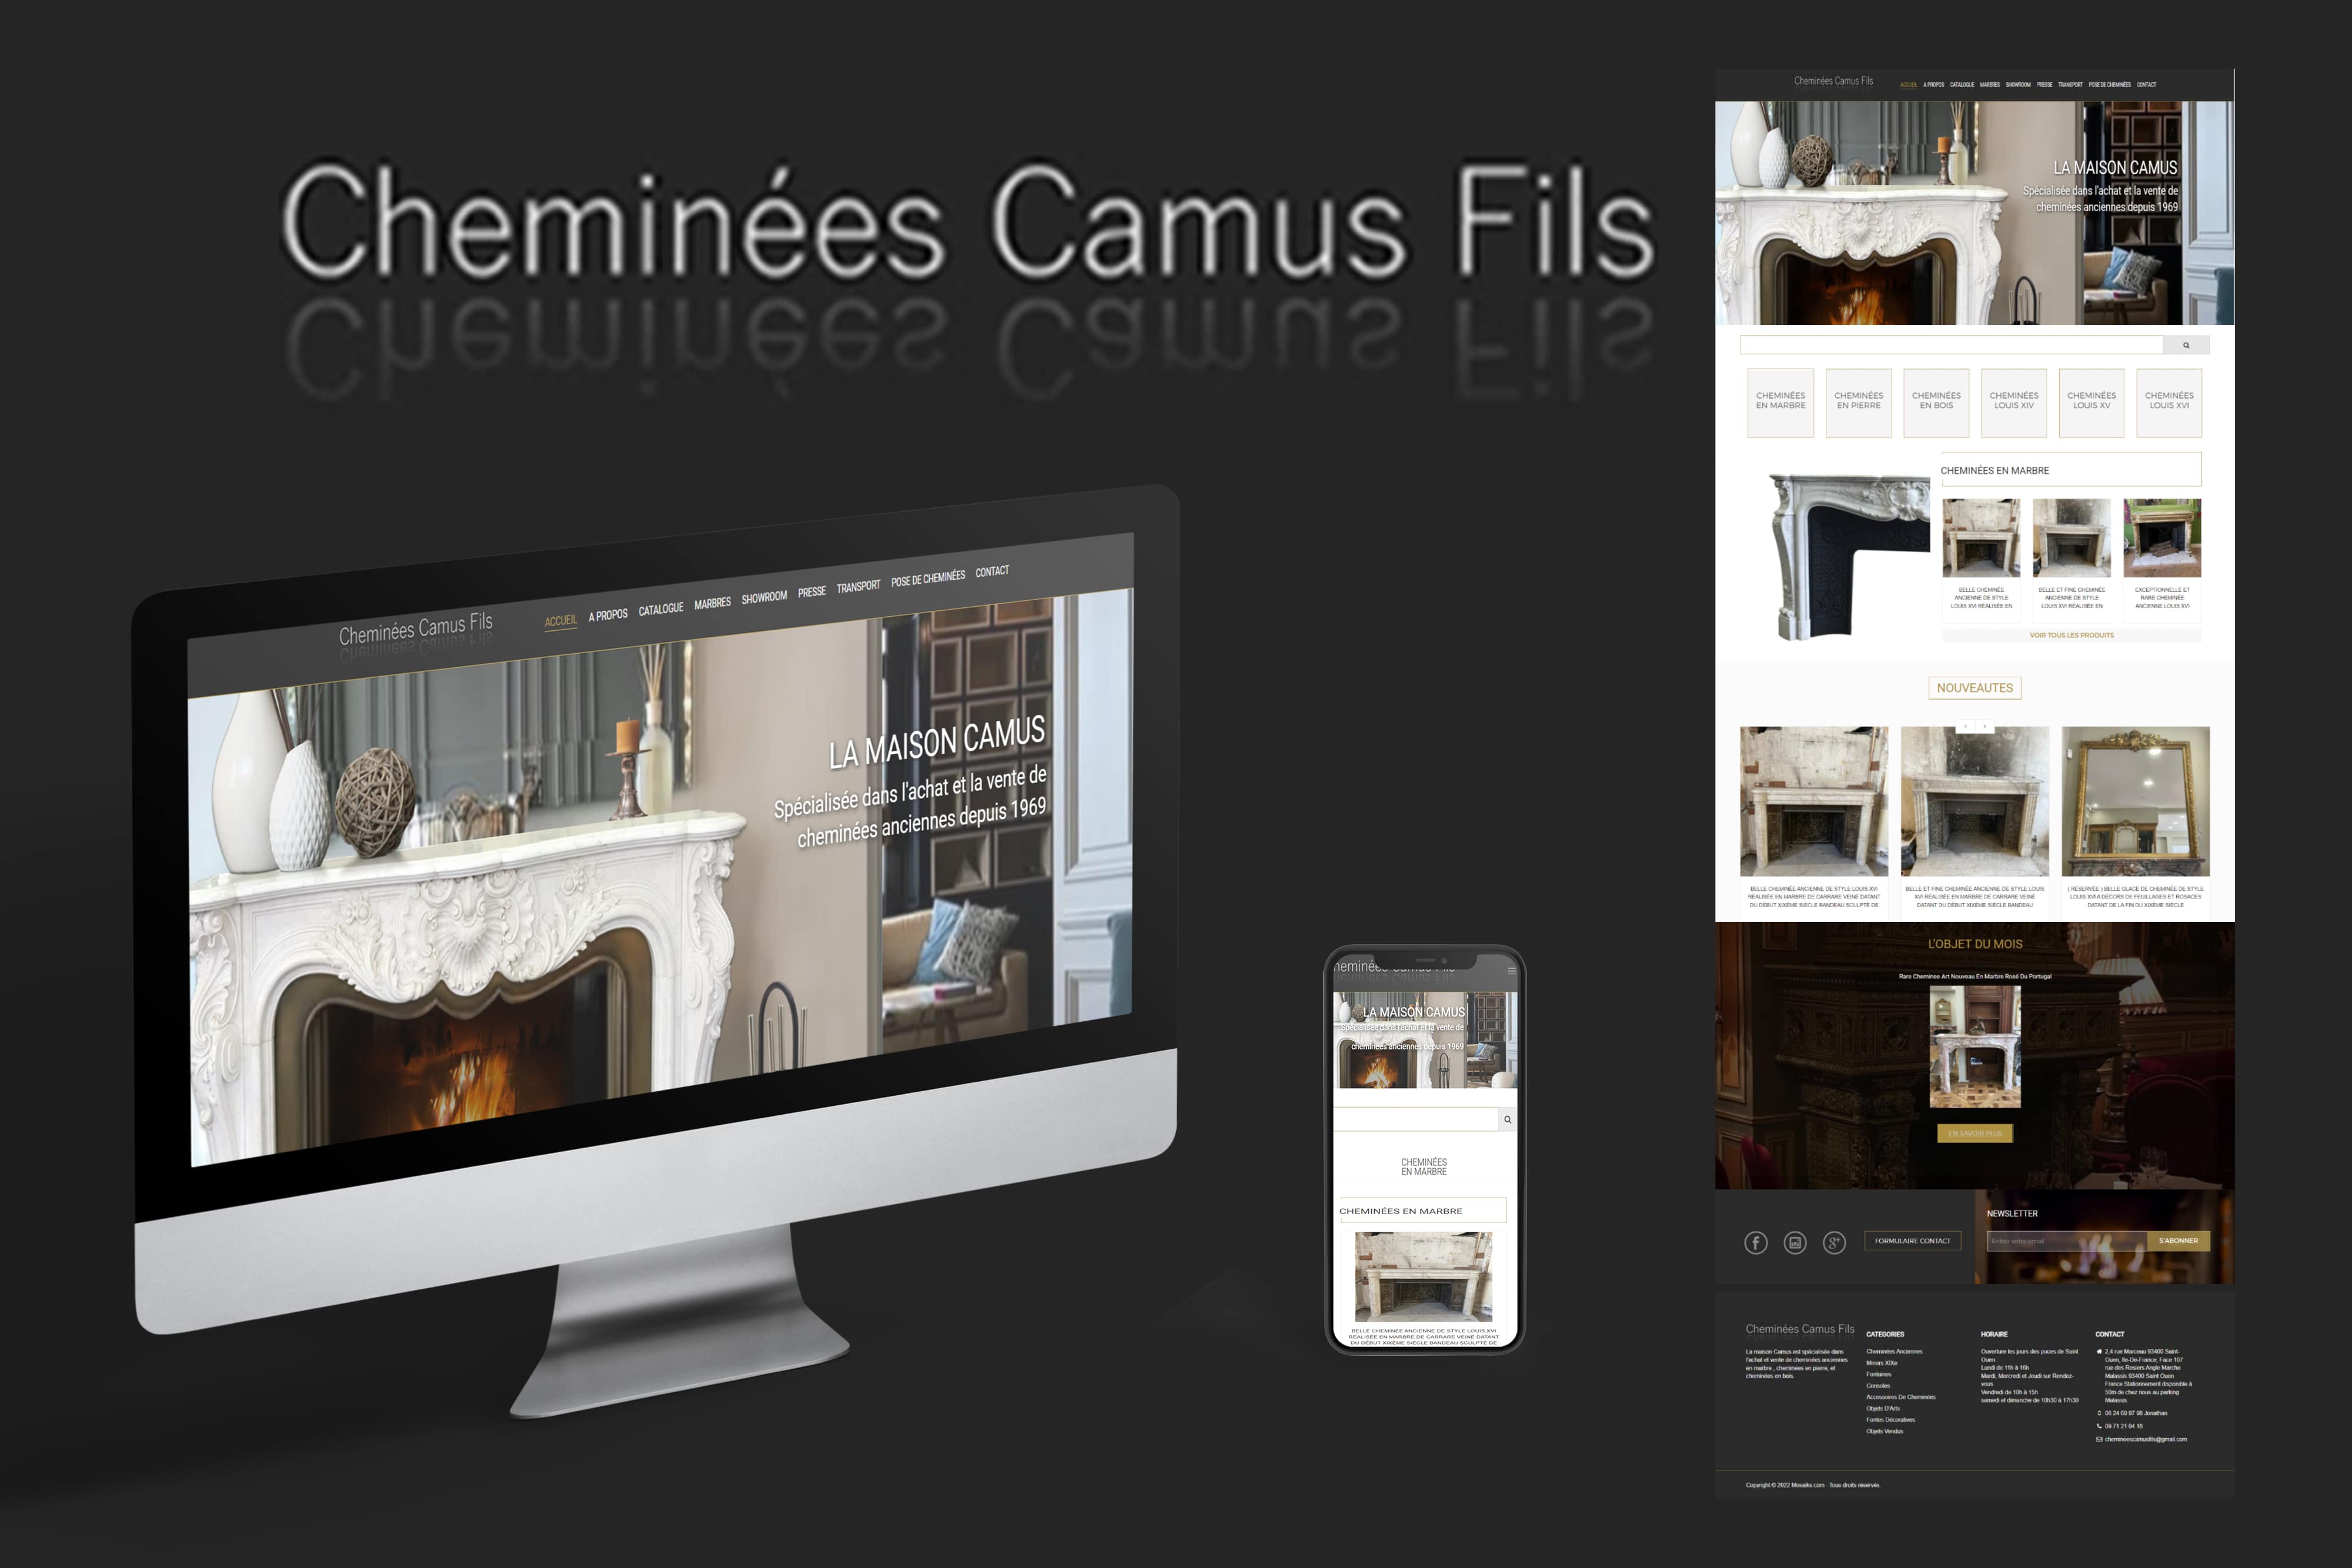 Cheminées Camus Fils
Cheminées Camus Fils
ACCUEIL A PROPOS CATALOGUE MARBRES SHOWROOM PRESSE TRANSPORT POSE DE CHEMINÉES CONTACT
LA MAISON CAMUS
Spécialisée dans l'achat et la vente de
cheminées anciennes depuis 1969
LA MAISON CAMUS
Spécialisée dans l'achat et la vente de
cheminées anciennes depuis 1969
CHEMINÉES
EN MARBRE
CHEMINÉES EN MARBRE
BELLE CHEMINÉE ANCIENNE DE STYLE LOUIS XVI
RÉALISÉE EN MARBRE DE CARRARE VEINÉ DATANT
DU DÉBUT XIXÈME SIÈCLE BANDEAU SCULPTÉ DE
Cheminées Camus Fils
ACCUEIL A PROPOS CATALOGUE MARBRES SHOWROOM PRESSE TRANSPORT POSE DE CHEMINÉES CONTACT
LA MAISON CAMUS
Spécialisée dans l'achat et la vente de
cheminées anciennes depuis 1969
CHEMINÉES
EN MARBRE
CHEMINÉES
EN PIERRE
CHEMINÉES
EN BOIS
CHEMINÉES
LOUIS XIV
CHEMINÉES
LOUIS XV
CHEMINÉES
LOUIS XVI
CHEMINÉES EN MARBRE
BELLE CHEMINÉE
ANCIENNE DE STYLE
LOUIS XVI RÉALISÉE EN
BELLE ET FINE CHEMINÉE
ANCIENNE DE STYLE
LOUIS XVI RÉALISÉE EN
EXCEPTIONNELLE ET
RARE CHEMINÉE
ANCIENNE LOUIS XVI
VOIR TOUS LES PRODUITS
NOUVEAUTES
BELLE CHEMINÉE ANCIENNE DE STYLE LOUIS XVI
RÉALISÉE EN MARBRE DE CARRARE VEINÉ DATANT
DU DÉBUT XIXÈME SIÈCLE BANDEAU SCULPTÉ DE
BELLE ET FINE CHEMINÉE ANCIENNE DE STYLE LOUIS
XVI RÉALISÉE EN MARBRE DE CARRARE VEINÉ
DATANT DU DÉBUT XIXÈME SIÈCLE BANDEAU
( RÉSERVÉE ) BELLE GLACE DE CHEMINÉE DE STYLE
LOUIS XVI A DÉCORS DE FEUILLAGES ET ROSACES
DATANT DE LA FIN DU XIXÈME SIÈCLE
L'OBJET DU MOIS
Rare Cheminee Art Nouveau En Marbre Rosé Du Portugal
EN SAVOIR PLUS
FORMULAIRE CONTACT
NEWSLETTER
Entrer votre email
S'ABONNER
Cheminées Camus Fils
La maison Camus est spécialisée dans
l'achat et vente de cheminées anciennes
en marbre , cheminées en pierre, et
cheminées en bois.
CATEGORIES
Cheminées Anciennes
Miroirs XIXe
Fontaines
Consoles
Accessoires De Cheminées
Objets D'Arts
Fontes Décoratives
Objets Vendus
HORAIRE
Ouverture les jours des puces de Saint
Ouen :
Lundi de 11h à 16h
Mardi, Mercredi et Jeudi sur Rendez-
vous
Vendredi de 10h à 15h
samedi et dimanche de 10h30 à 17h30
CONTACT
2,4 rue Marceau 93400 Saint-
Ouen, Ile-De-France, Face 107
rue des Rosiers Angle Marche
Malassis 93400 Saint Ouen
France Stationnement disponible à
50m de chez nous au parking
Malassis.
06 24 69 97 98 Jonathan
09 71 21 04 16
chemineescamusfils@gmail.com
Copyright © 2022 Mosaiks.com - Tous droits réservés.